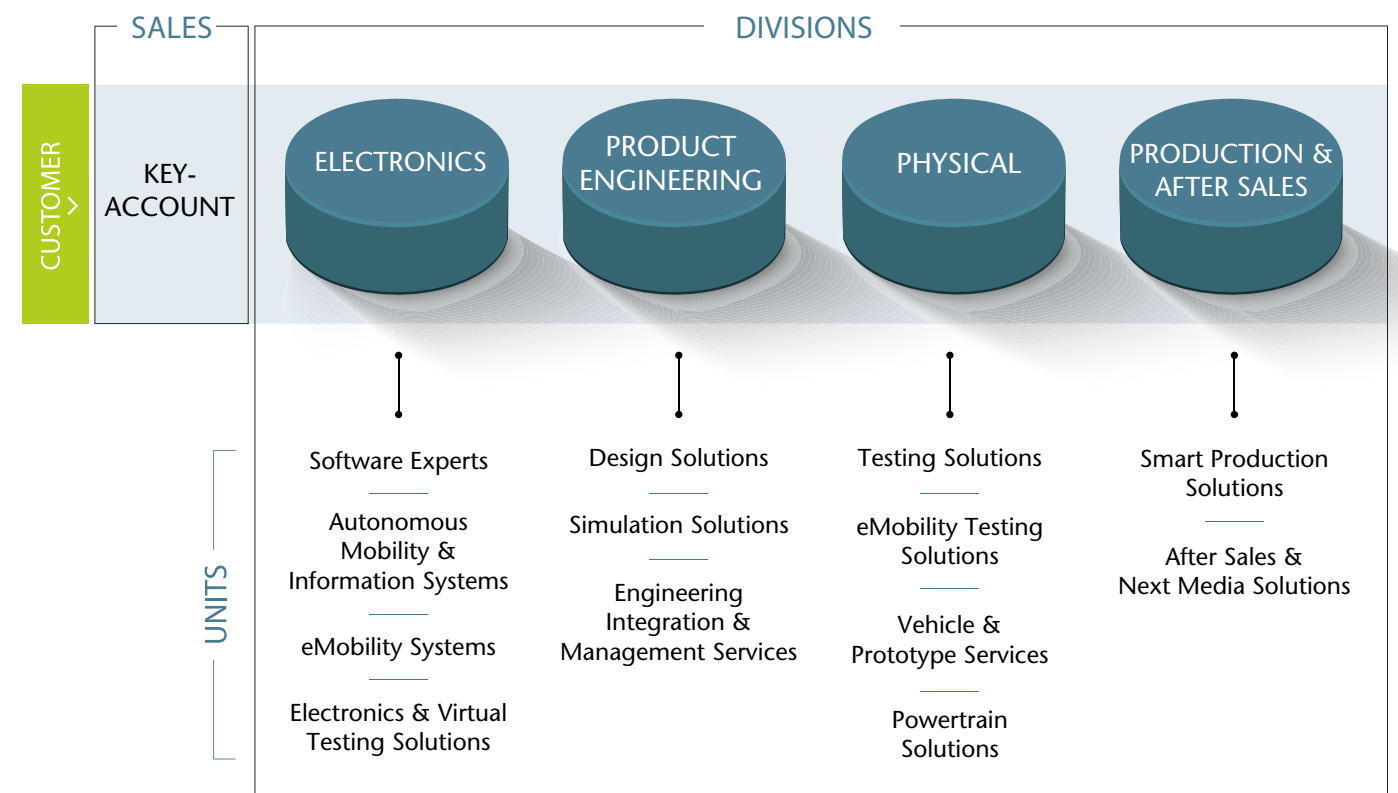 SALES
DIVISIONS
CUSTOMER
KEY-
ACCOUNT
ELECTRONICS
PRODUCT
ENGINEERING
PHYSICAL
PRODUCTION &
AFTER SALES
UNITS
Software Experts
Autonomous
Mobility &
Information Systems
eMobility Systems
Electronics & Virtual
Testing Solutions
Design Solutions
Simulation Solutions
Engineering
Integration &
Management Services
Testing Solutions
eMobility Testing
Solutions
Vehicle &
Prototype Services
Powertrain
Solutions
Smart Production
Solutions
After Sales &
Next Media Solutions